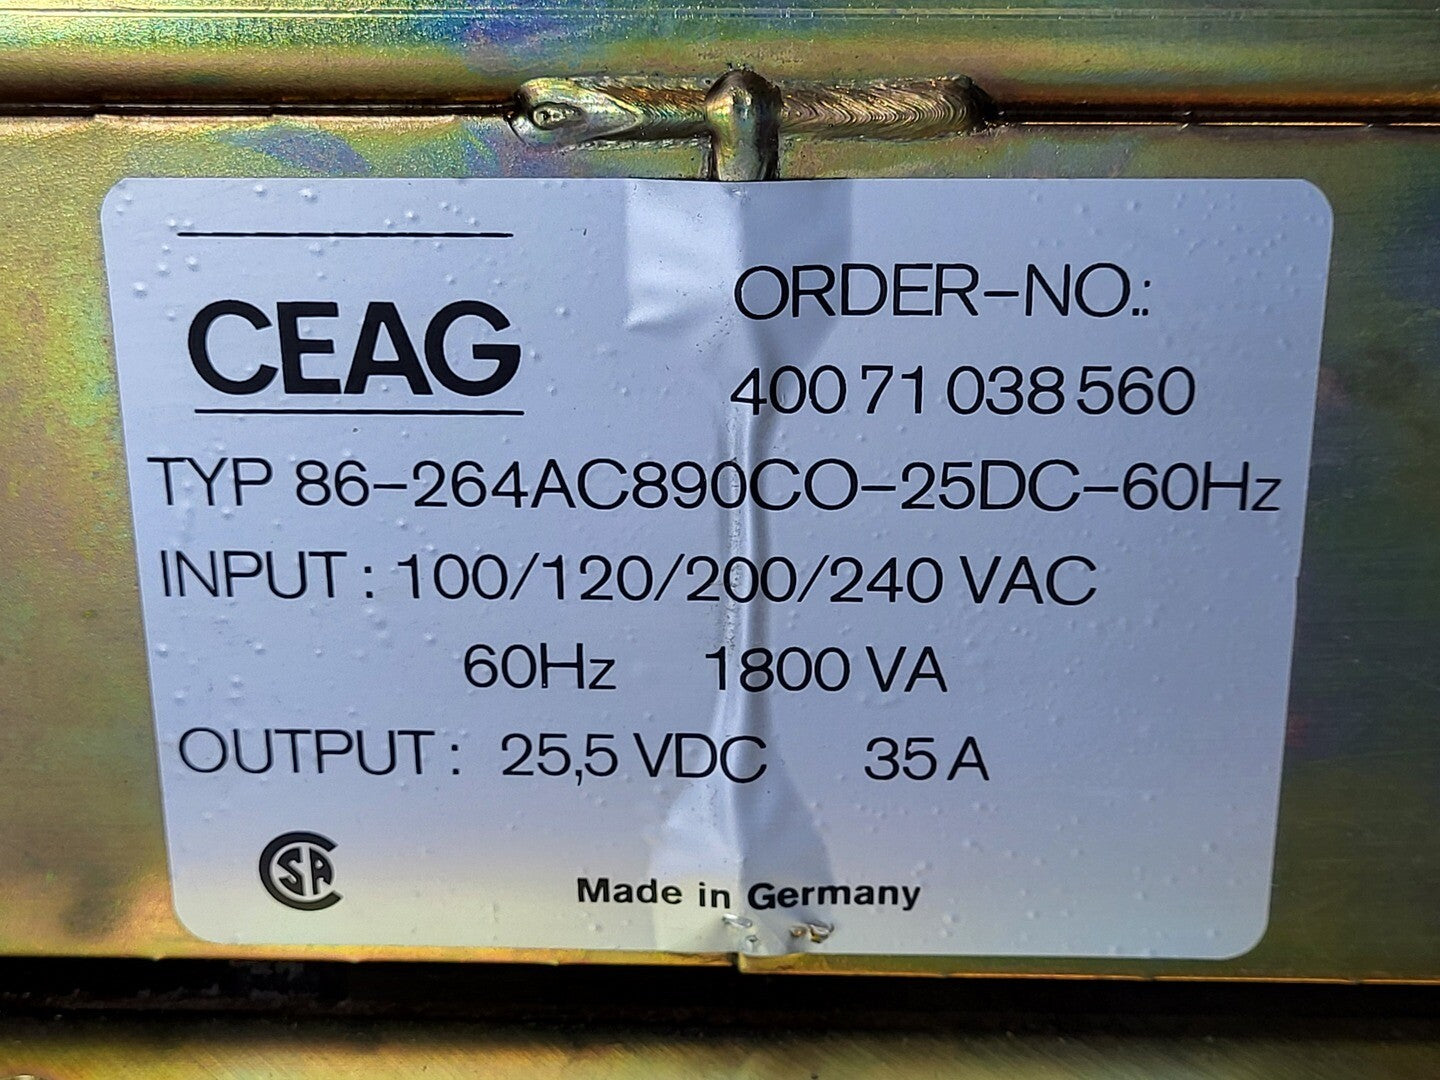 CEAG
ORDER-NO.:
400 71 038 560
TYP 86-264AC890CO-25DC-60Hz
INPUT : 100/120/200/240 VAC
60Hz 1800 VA
OUTPUT : 25,5 VDC 35 A
CSA
Made in Germany